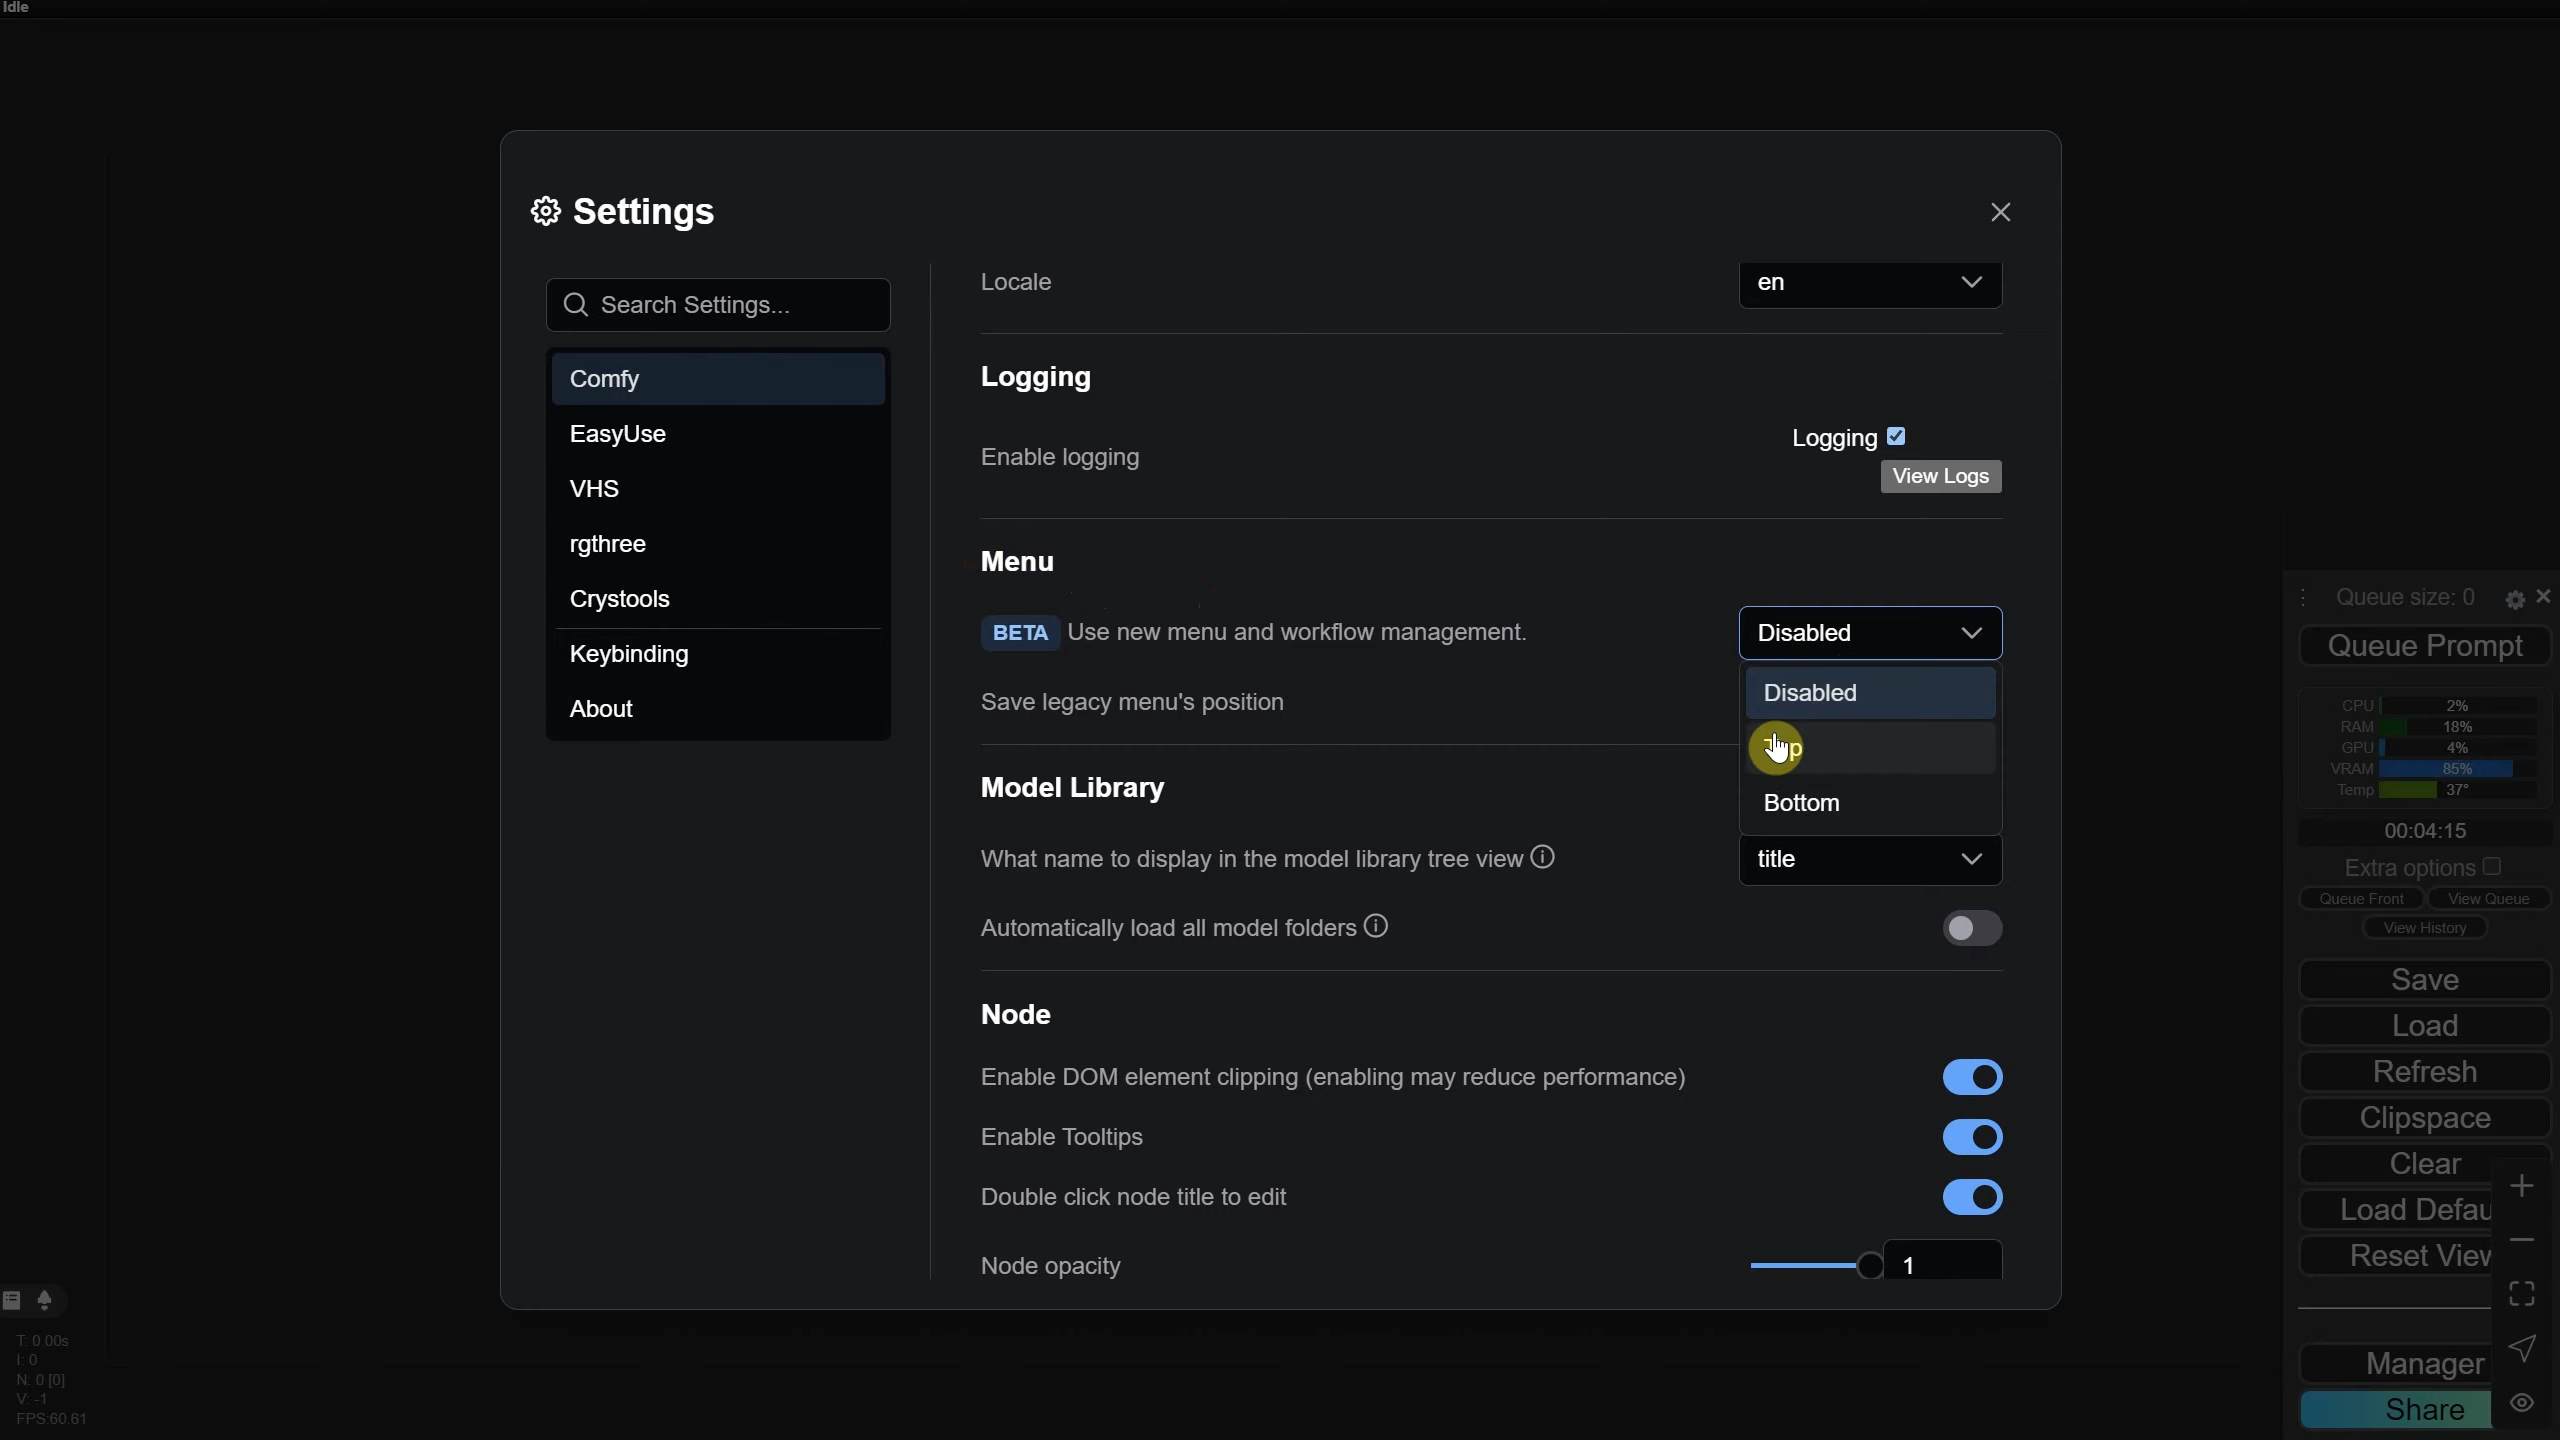 Idle
Settings
Search Settings...
Comfy
EasyUse
VHS
rgthree
Crystools
Keybinding
About
Locale
en
Logging
Enable logging
Logging
View Logs
Menu
BETA Use new menu and workflow management.
Disabled
Disabled
Bottom
Save legacy menu's position
Model Library
What name to display in the model library tree view
title
Automatically load all model folders
Node
Enable DOM element clipping (enabling may reduce performance)
Enable Tooltips
Double click node title to edit
Node opacity
1
Queue size: 0
Queue Prompt
CPU 2%
RAM 18%
GPU 4%
VRAM 85%
Temp 37°
00:04:15
Extra options
Queue Front
View Queue
View History
Save
Load
Refresh
Clipspace
Clear
Load Defau
Reset View
Manager
Share
T: 0.00s
I: 0
N: 0 [0]
V: -1
FPS:60.61